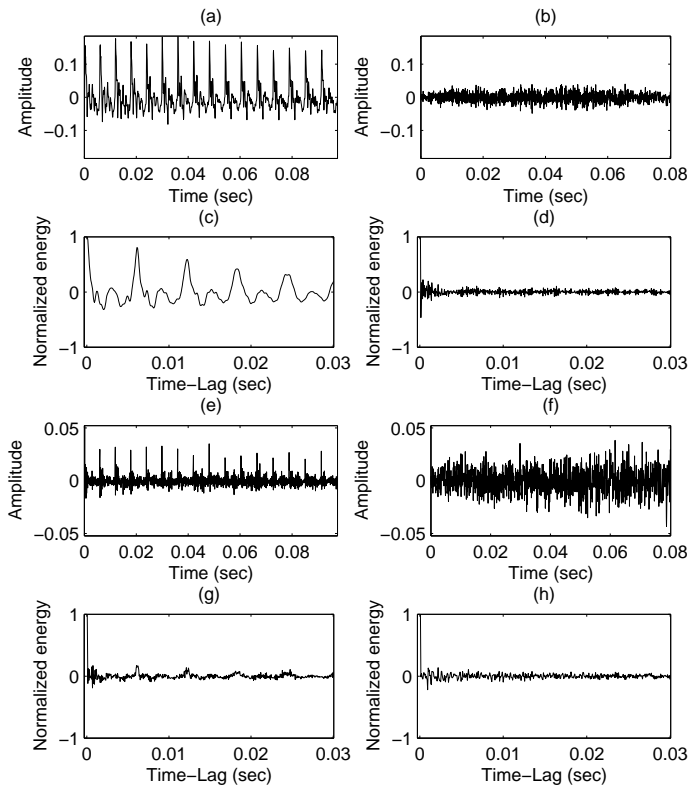 (a)
(b)
Amplitude
0.1
0
−0.1
0 0.02 0.04 0.06 0.08
Time (sec)
Amplitude
0.1
0
−0.1
0 0.02 0.04 0.06 0.08
Time (sec)
(c)
(d)
Normalized energy
1
0
−1
0 0.01 0.02 0.03
Time−Lag (sec)
Normalized energy
1
0
−1
0 0.01 0.02 0.03
Time−Lag (sec)
(e)
(f)
Amplitude
0.05
0
−0.05
0 0.02 0.04 0.06 0.08
Time (sec)
Amplitude
0.05
0
−0.05
0 0.02 0.04 0.06 0.08
Time (sec)
(g)
(h)
Normalized energy
1
0
−1
0 0.01 0.02 0.03
Time−Lag (sec)
Normalized energy
1
0
−1
0 0.01 0.02 0.03
Time−Lag (sec)